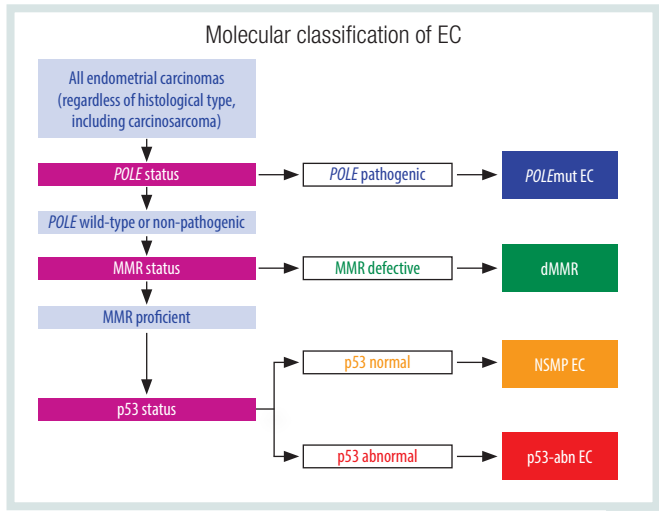 Molecular classification of EC
All endometrial carcinomas
(regardless of histological type,
including carcinosarcoma)
POLE status
POLE pathogenic
POLEmut EC
POLE wild-type or non-pathogenic
MMR status
MMR defective
dMMR
MMR proficient
p53 normal
NSMP EC
p53 status
p53 abnormal
p53-abn EC